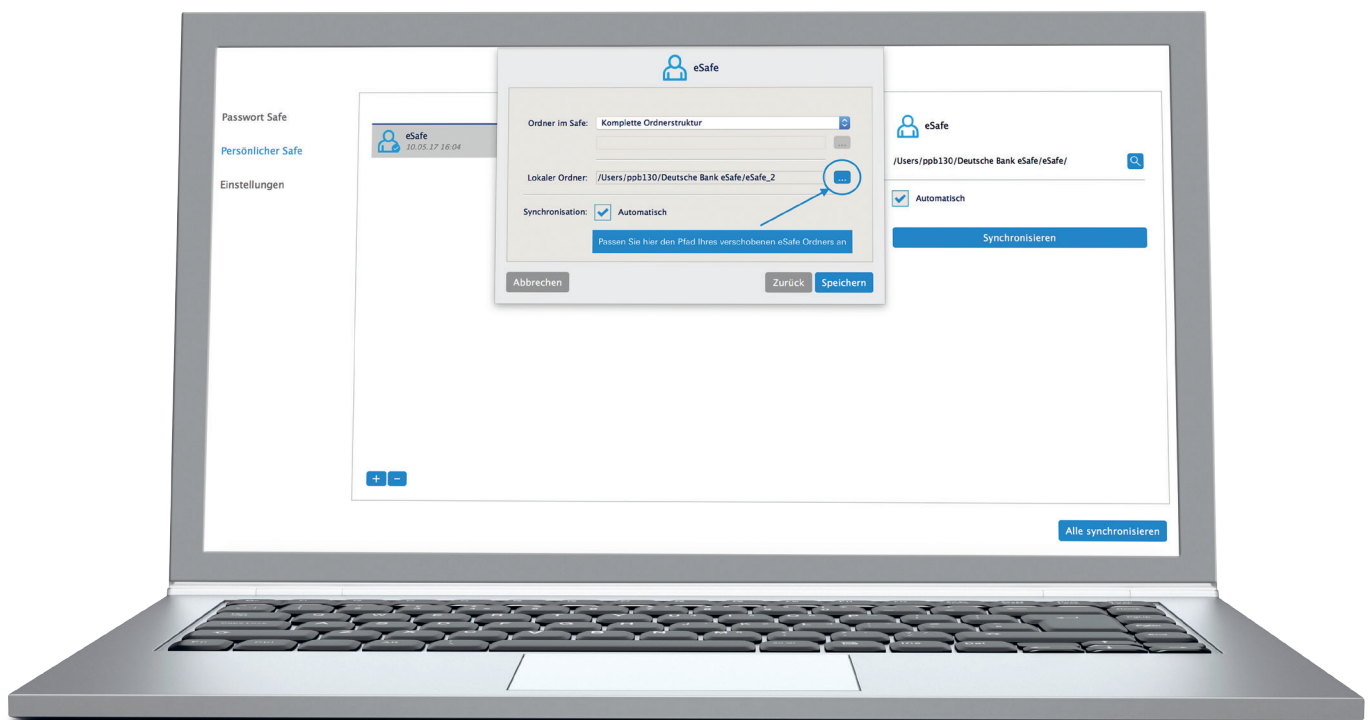 Passwort Safe
Persönlicher Safe
Einstellungen
eSafe
10.05.17 16:04
eSafe
Ordner im Safe: Komplette Ordnerstruktur
...
Lokaler Ordner: /Users/ppb130/Deutsche Bank eSafe/eSafe_2 ...
Synchronisation: Automatisch
Passen Sie hier den Pfad Ihres verschobenen eSafe Ordners an
Abbrechen Zurück Speichern
eSafe
/Users/ppb130/Deutsche Bank eSafe/eSafe/
Automatisch
Synchronisieren
+ -
Alle synchronisieren